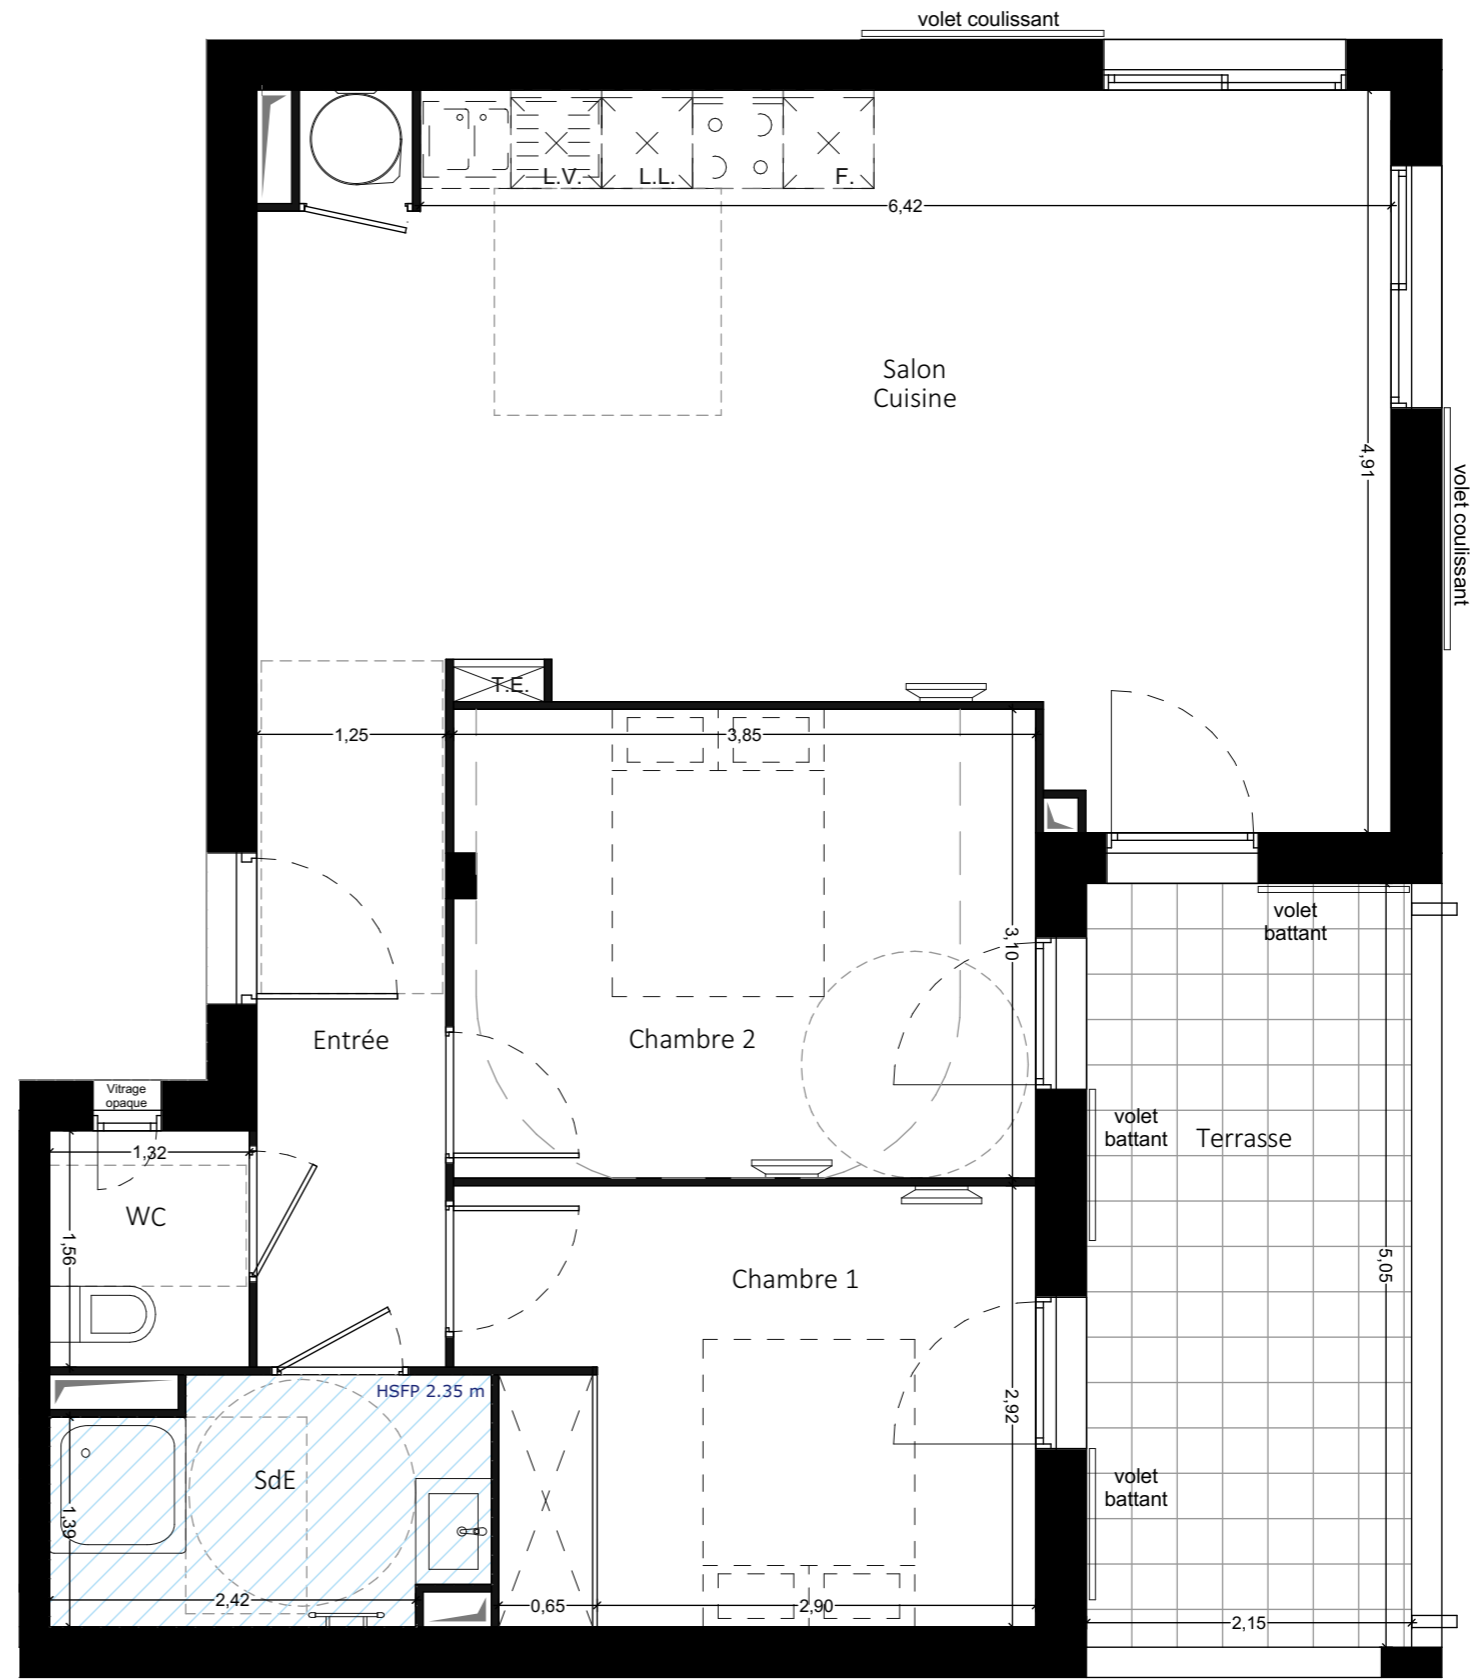 volet coulissant
L.V.
L.L.
F.
6,42
Salon
Cuisine
4,91
volet coulissant
T.E.
1,25
3,85
volet
battant
3,10
Entrée
Chambre 2
Vitrage
opaque
volet
battant
Terrasse
1,32
WC
1,56
5,05
Chambre 1
HSFP 2.35 m
2,92
SdE
volet
battant
1,39
2,42
0,65
2,90
2,15